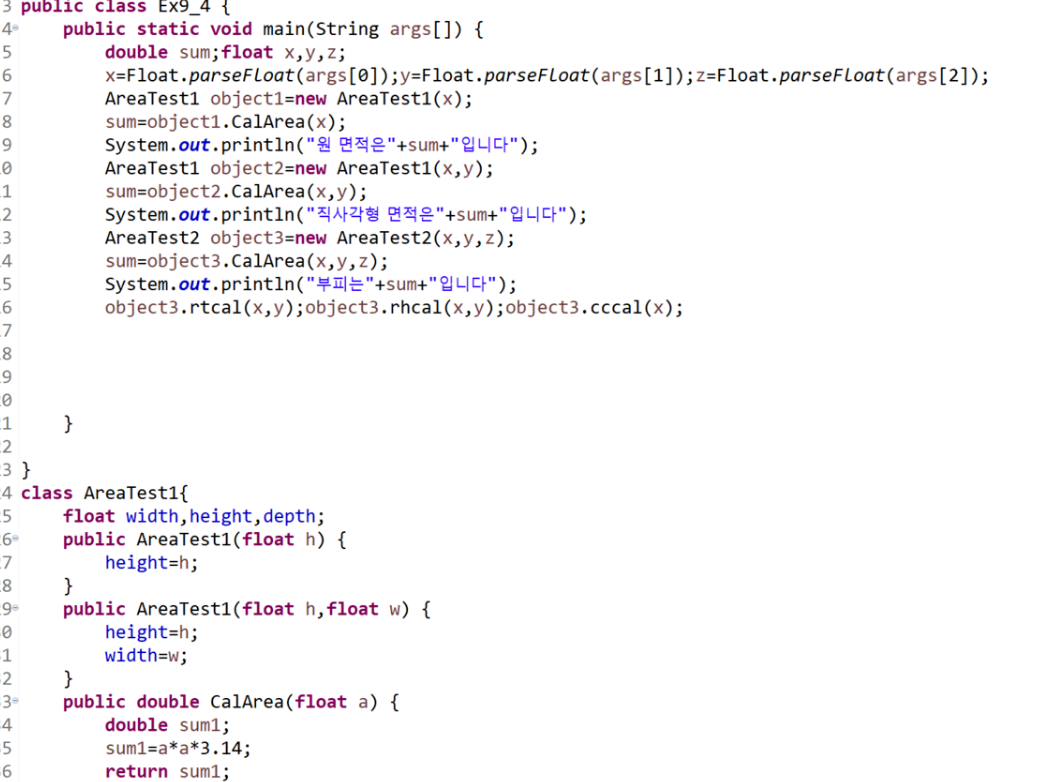 3 public class Ex9_4 {
4 public static void main(String args[]) {
5 double sum;float x,y,z;
6 x=Float.parseFloat(args[0]);y=Float.parseFloat(args[1]);z=Float.parseFloat(args[2]);
7 AreaTest1 object1=new AreaTest1(x);
8 sum=object1.CalArea(x);
9 System.out.println("원 면적은"+sum+"입니다");
0 AreaTest1 object2=new AreaTest1(x,y);
1 sum=object2.CalArea(x,y);
2 System.out.println("직사각형 면적은"+sum+"입니다");
3 AreaTest2 object3=new AreaTest2(x,y,z);
4 sum=object3.CalArea(x,y,z);
5 System.out.println("부피는"+sum+"입니다");
6 object3.rtcal(x,y);object3.rhcal(x,y);object3.cccal(x);
7
8
9
0
1 }
2
3 }
4 class AreaTest1{
5 float width,height,depth;
6 public AreaTest1(float h) {
7 height=h;
8 }
9 public AreaTest1(float h,float w) {
0 height=h;
1 width=w;
2 }
3 public double CalArea(float a) {
4 double sum1;
5 sum1=a*a*3.14;
6 return sum1;